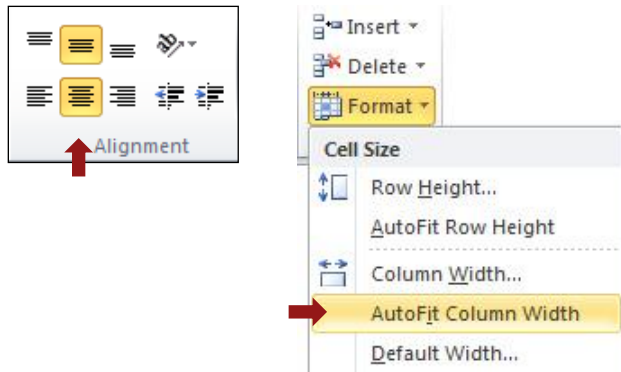 Alignment
Insert
Delete
Format
Cell Size
Row Height...
AutoFit Row Height
Column Width...
AutoFit Column Width
Default Width...